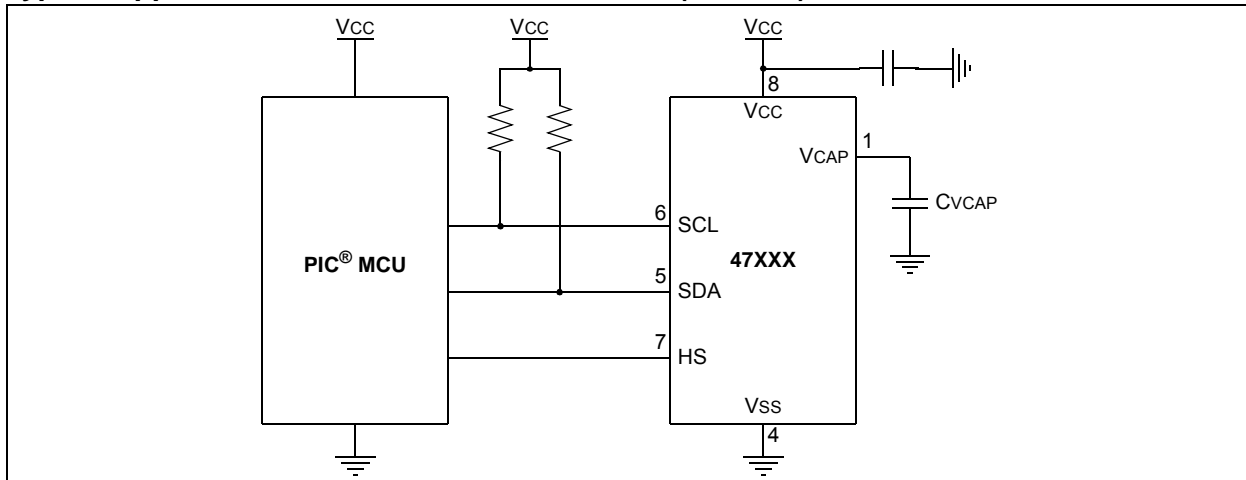 VCC
VCC
VCC
8
VCC
1
VCAP
CVCAP
6
SCL
PIC® MCU
47XXX
5
SDA
7
HS
VSS
4